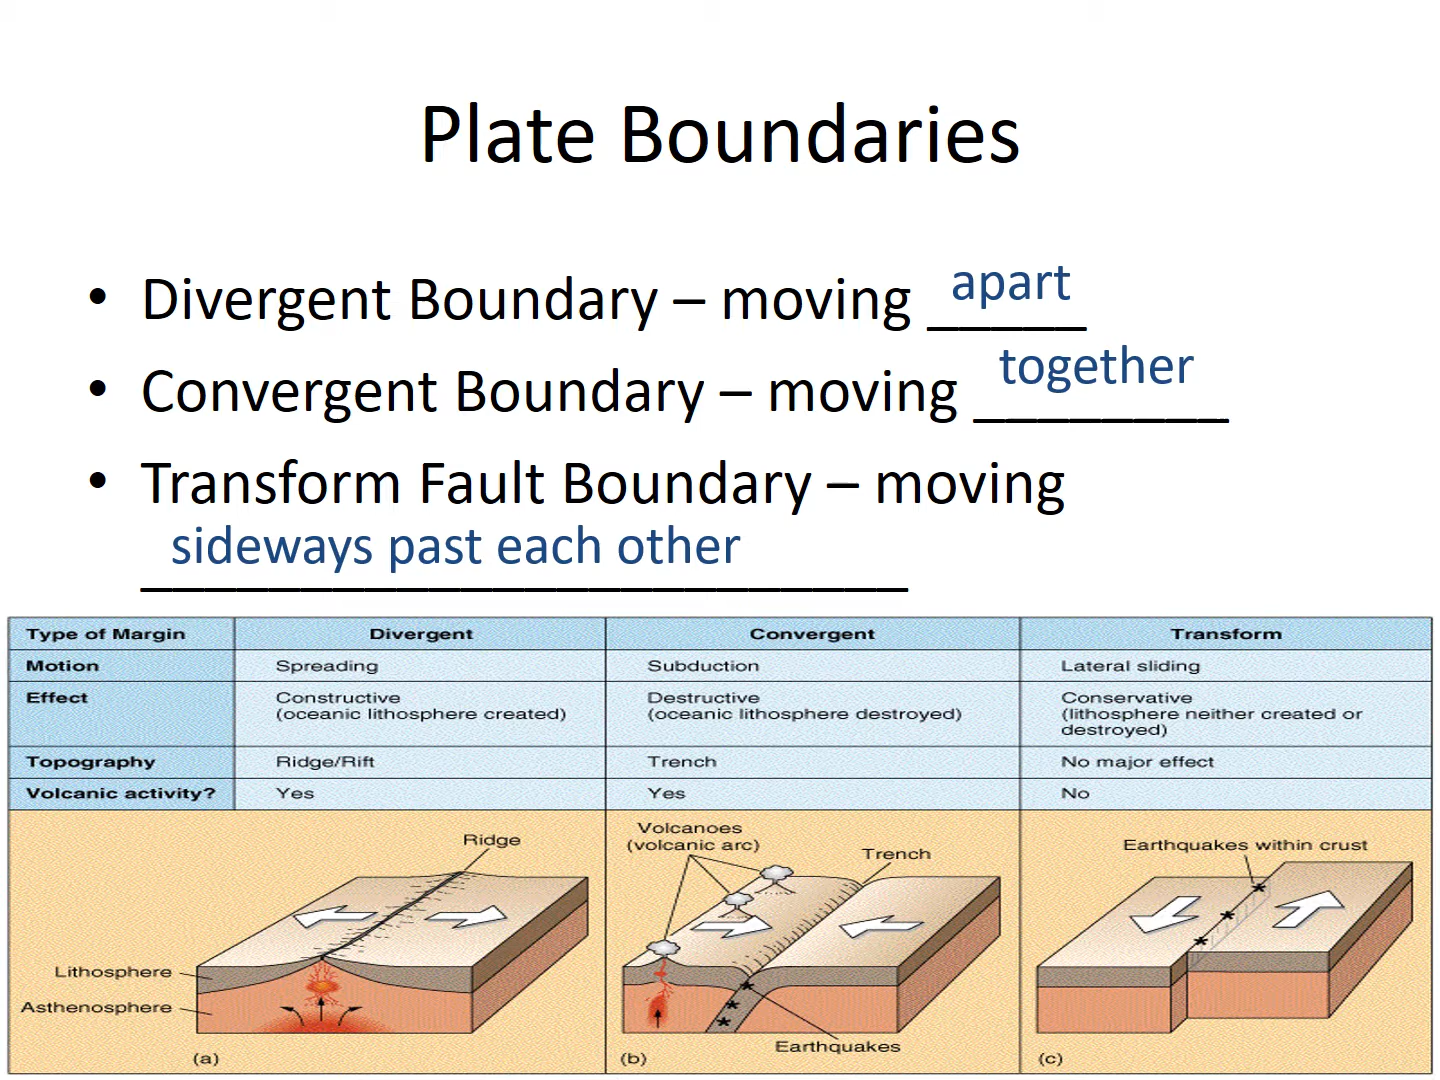 Plate Boundaries
• Divergent Boundary – moving apart
• Convergent Boundary – moving together
• Transform Fault Boundary – moving
sideways past each other
Type of Margin Divergent Convergent Transform
Motion Spreading Subduction Lateral sliding
Effect Constructive Destructive Conservative
(oceanic lithosphere created) (oceanic lithosphere destroyed) (lithosphere neither created or
destroyed)
Topography Ridge/Rift Trench No major effect
Volcanic activity? Yes Yes No
Ridge
Lithosphere
Asthenosphere
(a)
Volcanoes
(volcanic arc)
Trench
Earthquakes
(b)
Earthquakes within crust
(c)